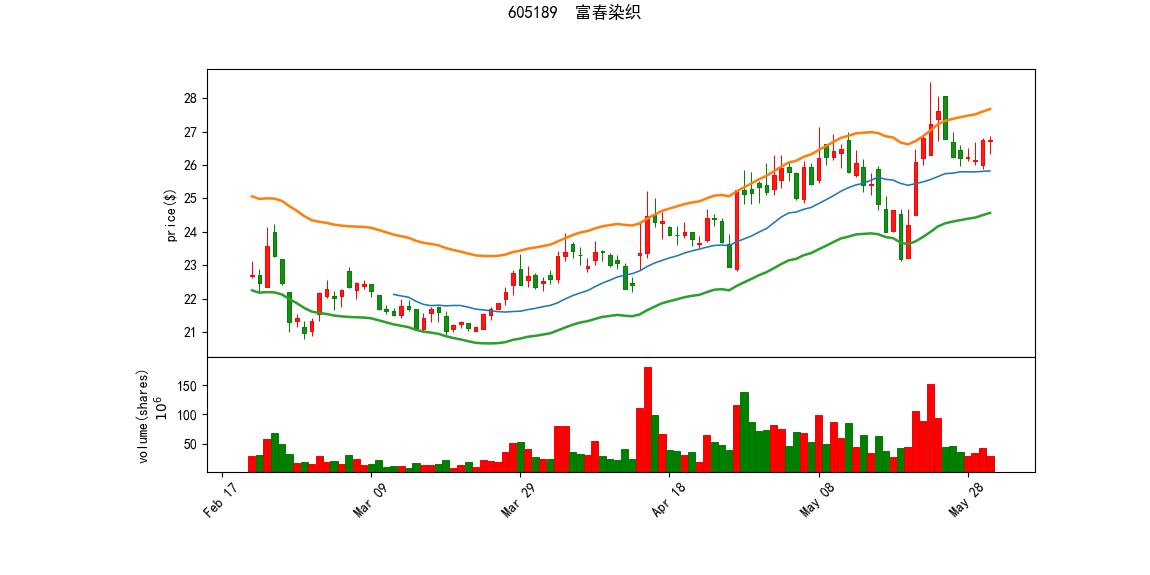 605189 富春染织
price($)
28
27
26
25
24
23
22
21
volume(shares)
10^6
150
100
50
Feb 17
Mar 09
Mar 29
Apr 18
May 08
May 28